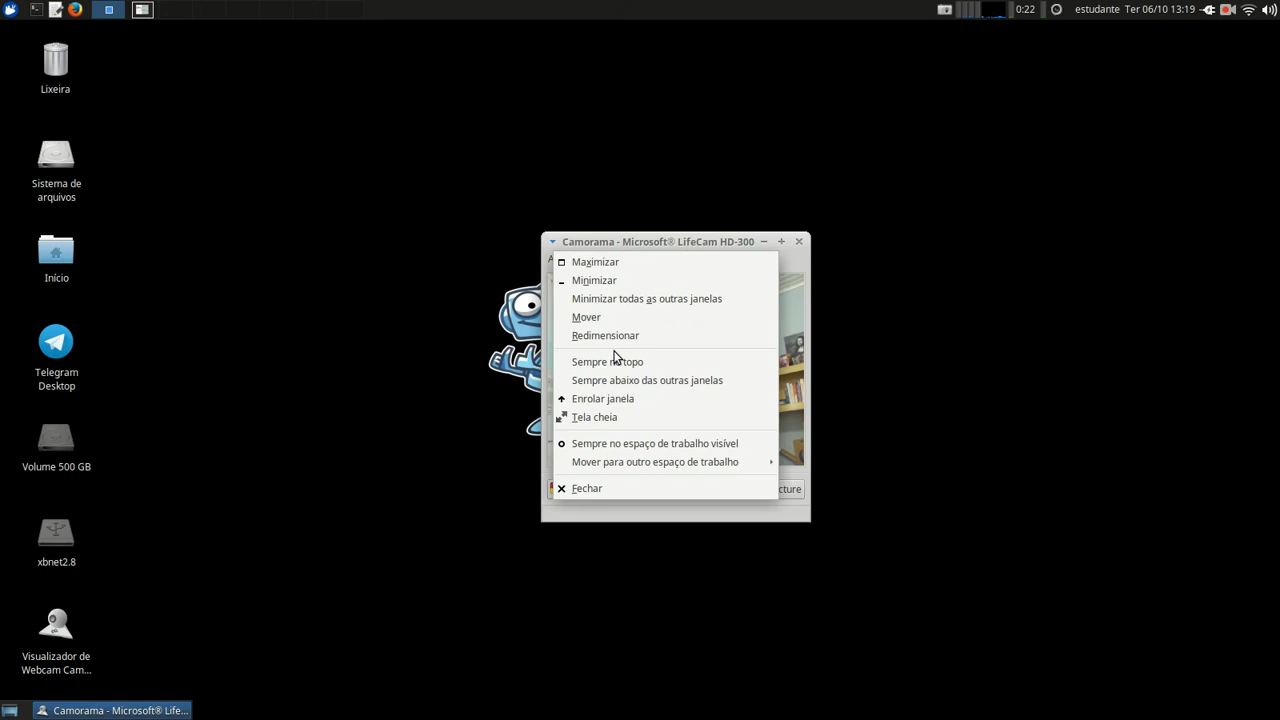 0:22
estudante Ter 06/10 13:19
Lixeira
Sistema de
arquivos
Início
Telegram
Desktop
Volume 500 GB
xbnet2.8
Visualizador de
Webcam Cam...
Camorama - Microsoft® LifeCam HD-300
Maximizar
Minimizar
Minimizar todas as outras janelas
Mover
Redimensionar
Sempre no topo
Sempre abaixo das outras janelas
Enrolar janela
Tela cheia
Sempre no espaço de trabalho visível
Mover para outro espaço de trabalho
Fechar
cture
Camorama - Microsoft® Life...